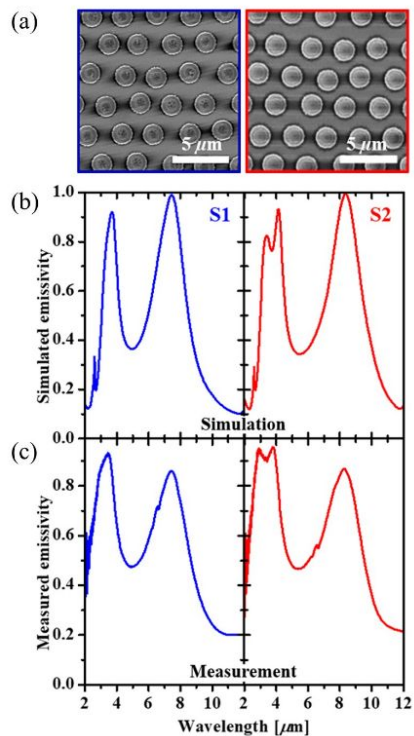 (a)
5 μm
5 μm
(b)
Simulated emissivity
1.0
0.8
0.6
0.4
0.2
0.0
S1
S2
Simulation
(c)
Measured emissivity
0.8
0.6
0.4
0.2
0.0
Measurement
2 4 6 8 10 2 4 6 8 10 12
Wavelength [μm]